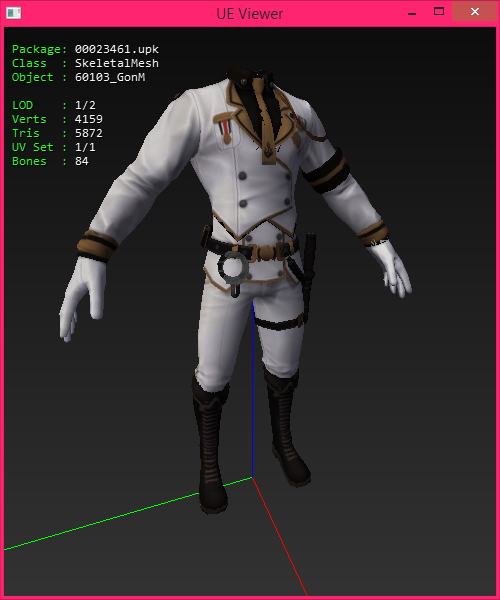 UE Viewer
Package: 00023461.upk
Class  : SkeletalMesh
Object : 60103_GonM
LOD    : 1/2
Verts  : 4159
Tris   : 5872
UV Set : 1/1
Bones  : 84